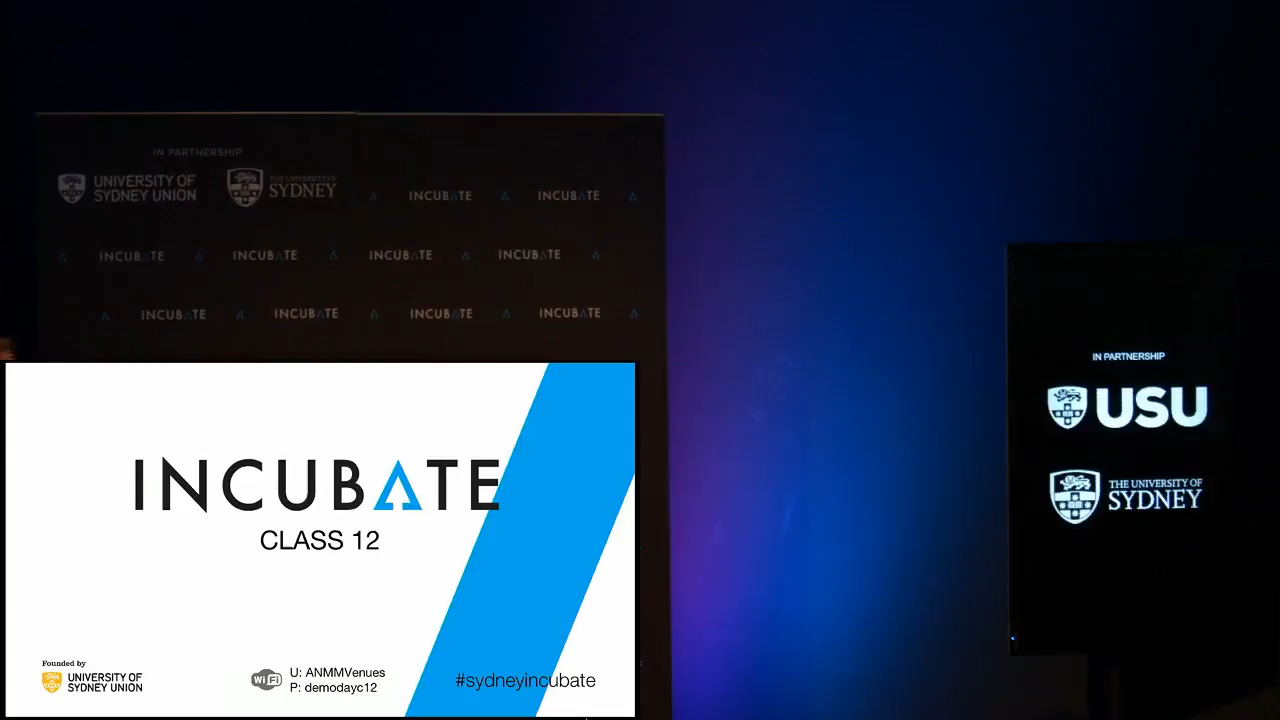 IN PARTNERSHIP
UNIVERSITY OF
SYDNEY UNION
THE UNIVERSITY OF
SYDNEY
INCUBATE INCUBATE
INCUBATE INCUBATE INCUBATE INCUBATE
INCUBATE INCUBATE INCUBATE INCUBATE
INCUBATE
CLASS 12
Founded by
UNIVERSITY OF
SYDNEY UNION
WiFi
U: ANMMVenues
P: demodayc12
#sydneyincubate
IN PARTNERSHIP
USU
THE UNIVERSITY OF
SYDNEY